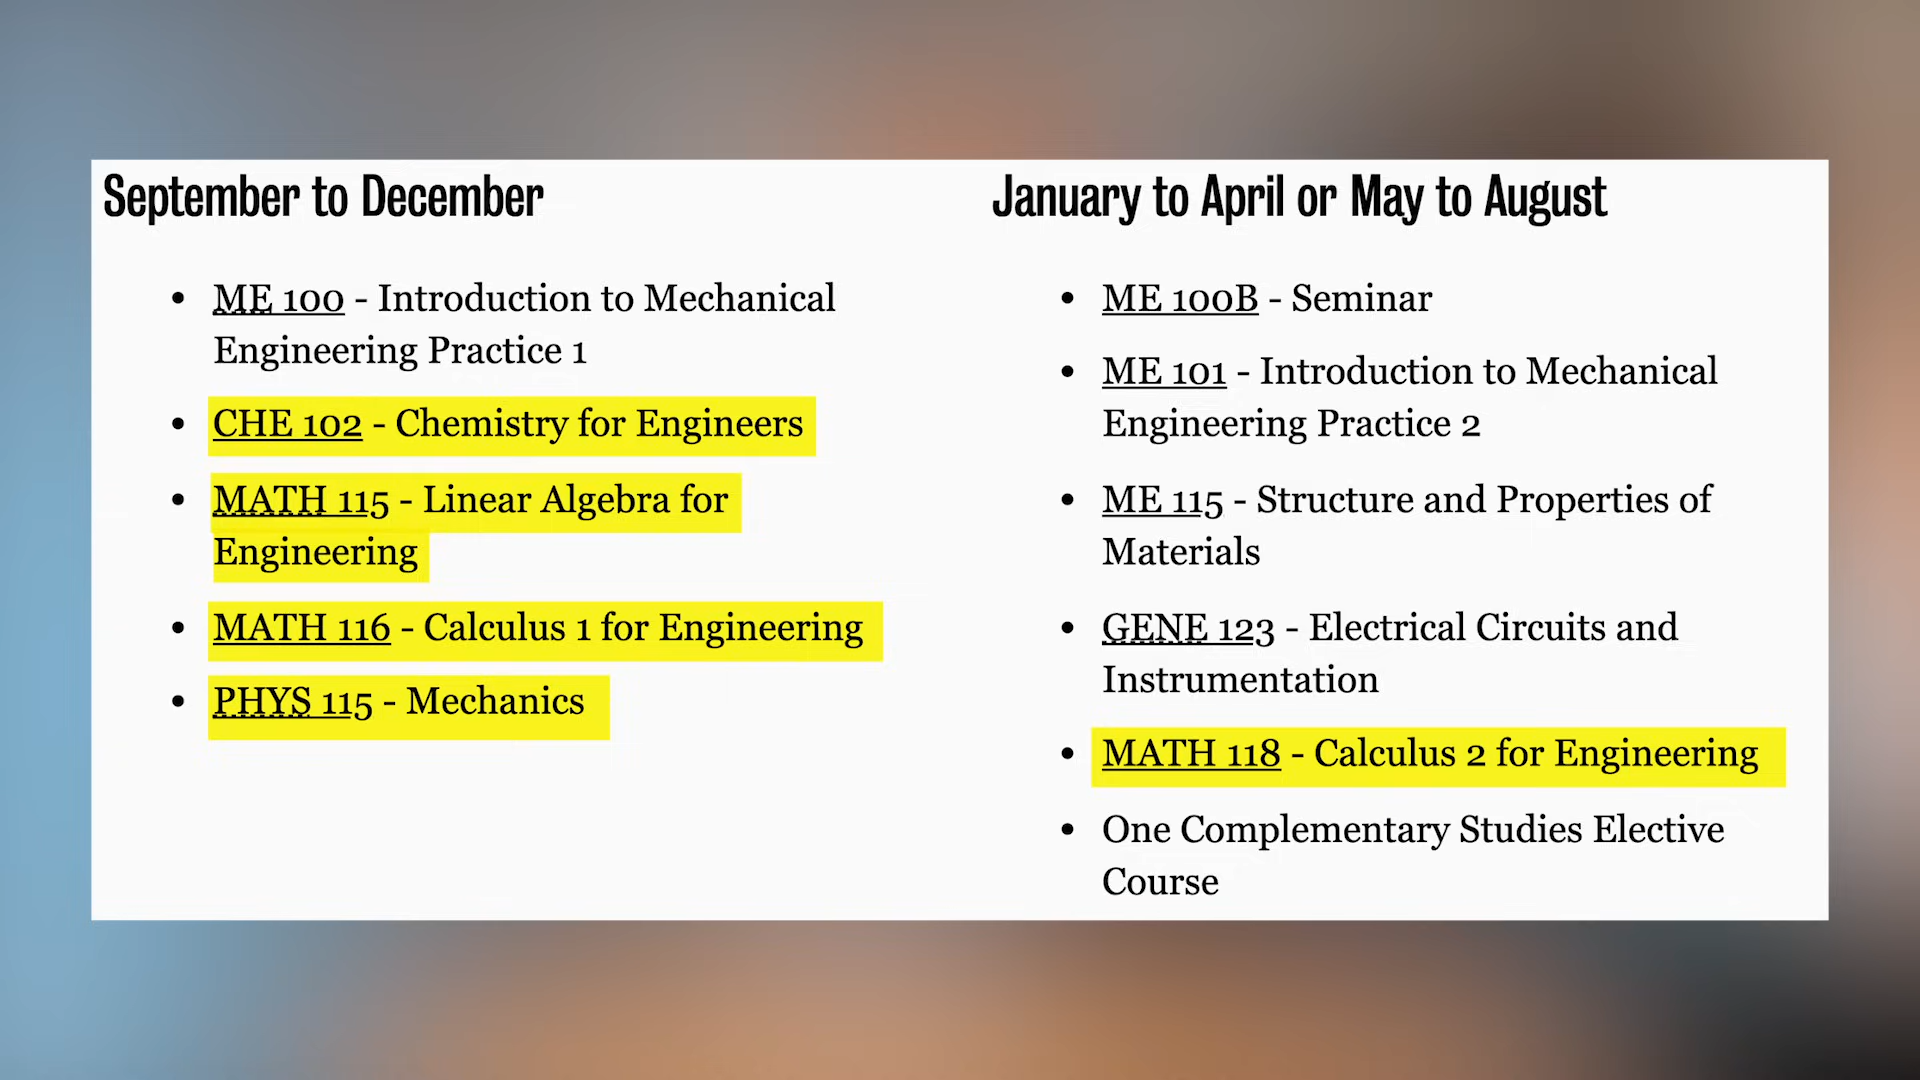 September to December
• ME 100 - Introduction to Mechanical
Engineering Practice 1
• CHE 102 - Chemistry for Engineers
• MATH 115 - Linear Algebra for
Engineering
• MATH 116 - Calculus 1 for Engineering
• PHYS 115 - Mechanics
January to April or May to August
• ME 100B - Seminar
• ME 101 - Introduction to Mechanical
Engineering Practice 2
• ME 115 - Structure and Properties of
Materials
• GENE 123 - Electrical Circuits and
Instrumentation
• MATH 118 - Calculus 2 for Engineering
• One Complementary Studies Elective
Course